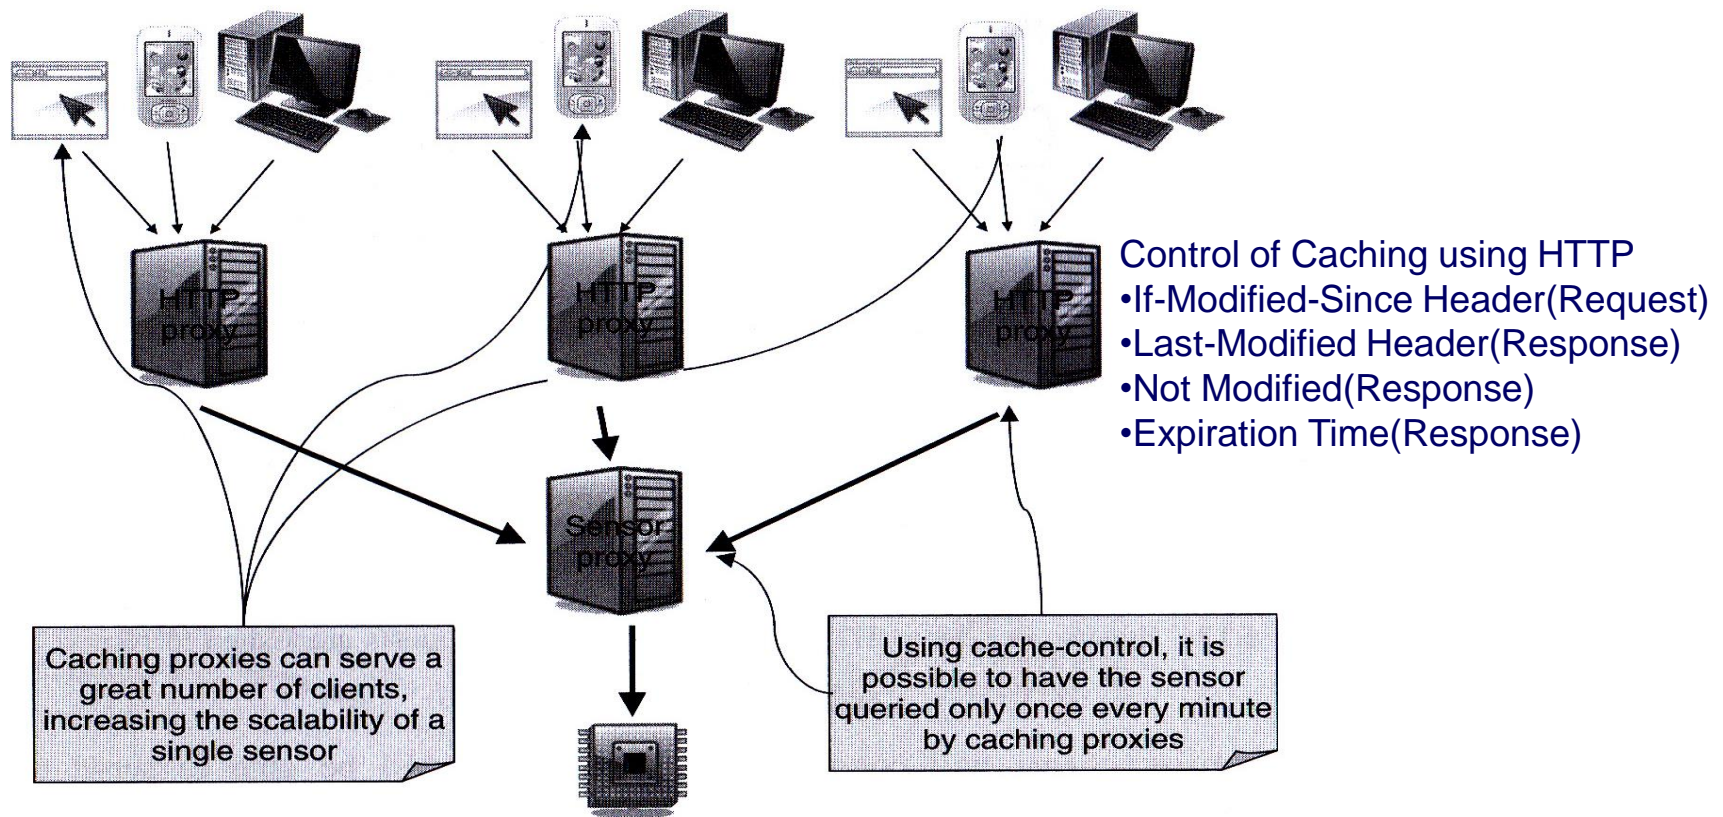 HTTP
proxy
HTTP
proxy
HTTP
proxy
Control of Caching using HTTP
•If-Modified-Since Header(Request)
•Last-Modified Header(Response)
•Not Modified(Response)
•Expiration Time(Response)
Sensor
proxy
Caching proxies can serve a
great number of clients,
increasing the scalability of a
single sensor
Using cache-control, it is
possible to have the sensor
queried only once every minute
by caching proxies